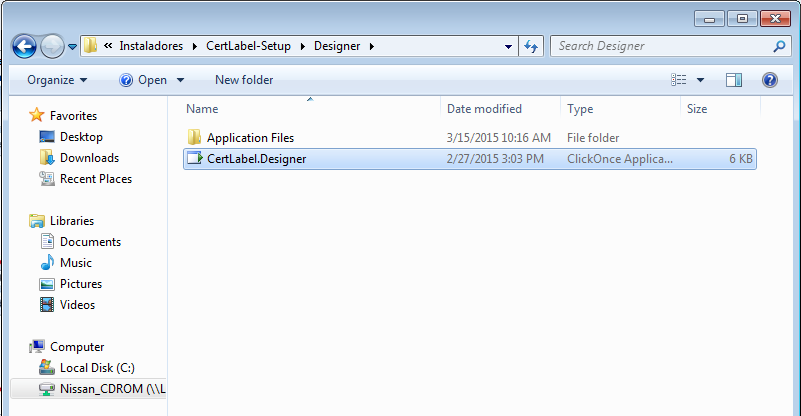 « Instaladores ▸ CertLabel-Setup ▸ Designer ▸
Search Designer
Organize
Open
New folder
Name
Date modified
Type
Size
Favorites
Desktop
Downloads
Recent Places
Libraries
Documents
Music
Pictures
Videos
Computer
Local Disk (C:)
Nissan_CDROM (\\L
Application Files 3/15/2015 10:16 AM File folder
CertLabel.Designer 2/27/2015 3:03 PM ClickOnce Applica... 6 KB